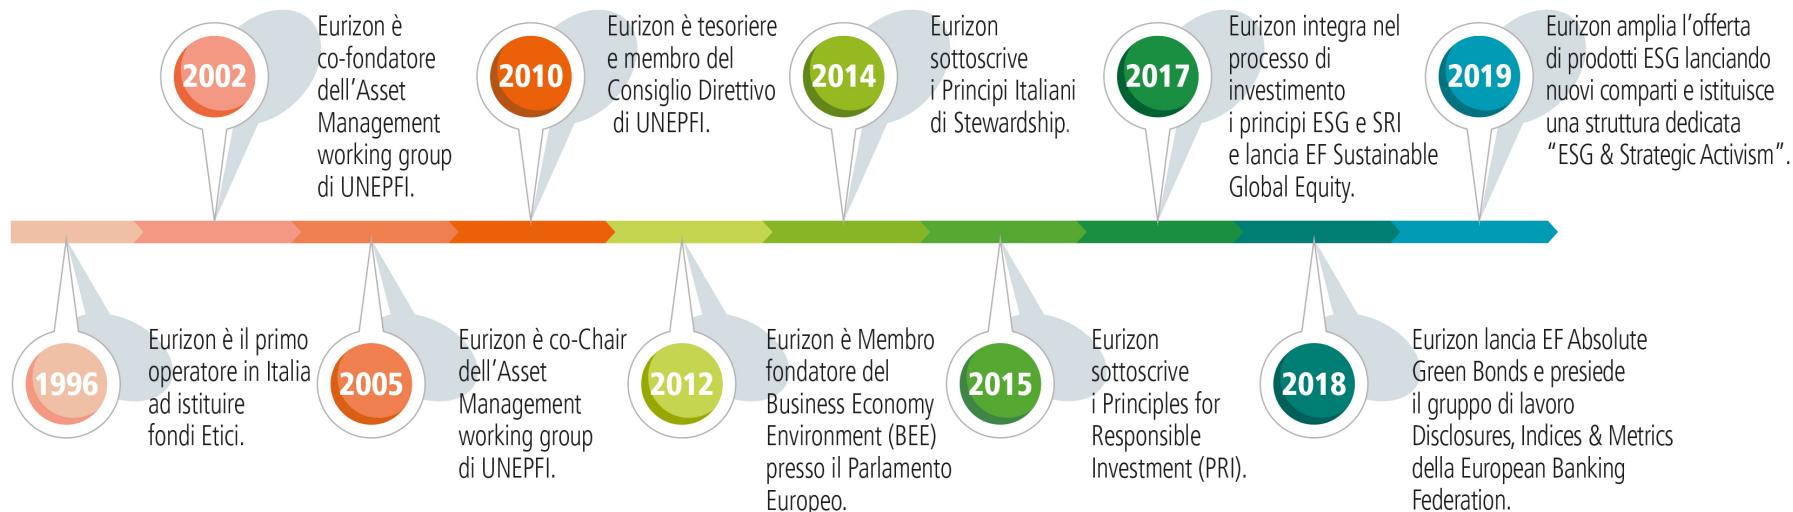 2002
Eurizon è
co-fondatore
dell'Asset
Management
working group
di UNEPFI.
2010
Eurizon è tesoriere
e membro del
Consiglio Direttivo
di UNEPFI.
2014
Eurizon
sottoscrive
i Principi Italiani
di Stewardship.
2017
Eurizon integra nel
processo di
investimento
i principi ESG e SRI
e lancia EF Sustainable
Global Equity.
2019
Eurizon amplia l'offerta
di prodotti ESG lanciando
nuovi comparti e istituisce
una struttura dedicata
“ESG & Strategic Activism”.
1996
Eurizon è il primo
operatore in Italia
ad istituire
fondi Etici.
2005
Eurizon è co-Chair
dell'Asset
Management
working group
di UNEPFI.
2012
Eurizon è Membro
fondatore del
Business Economy
Environment (BEE)
presso il Parlamento
Europeo.
2015
Eurizon
sottoscrive
i Principles for
Responsible
Investment (PRI).
2018
Eurizon lancia EF Absolute
Green Bonds e presiede
il gruppo di lavoro
Disclosures, Indices & Metrics
della European Banking
Federation.